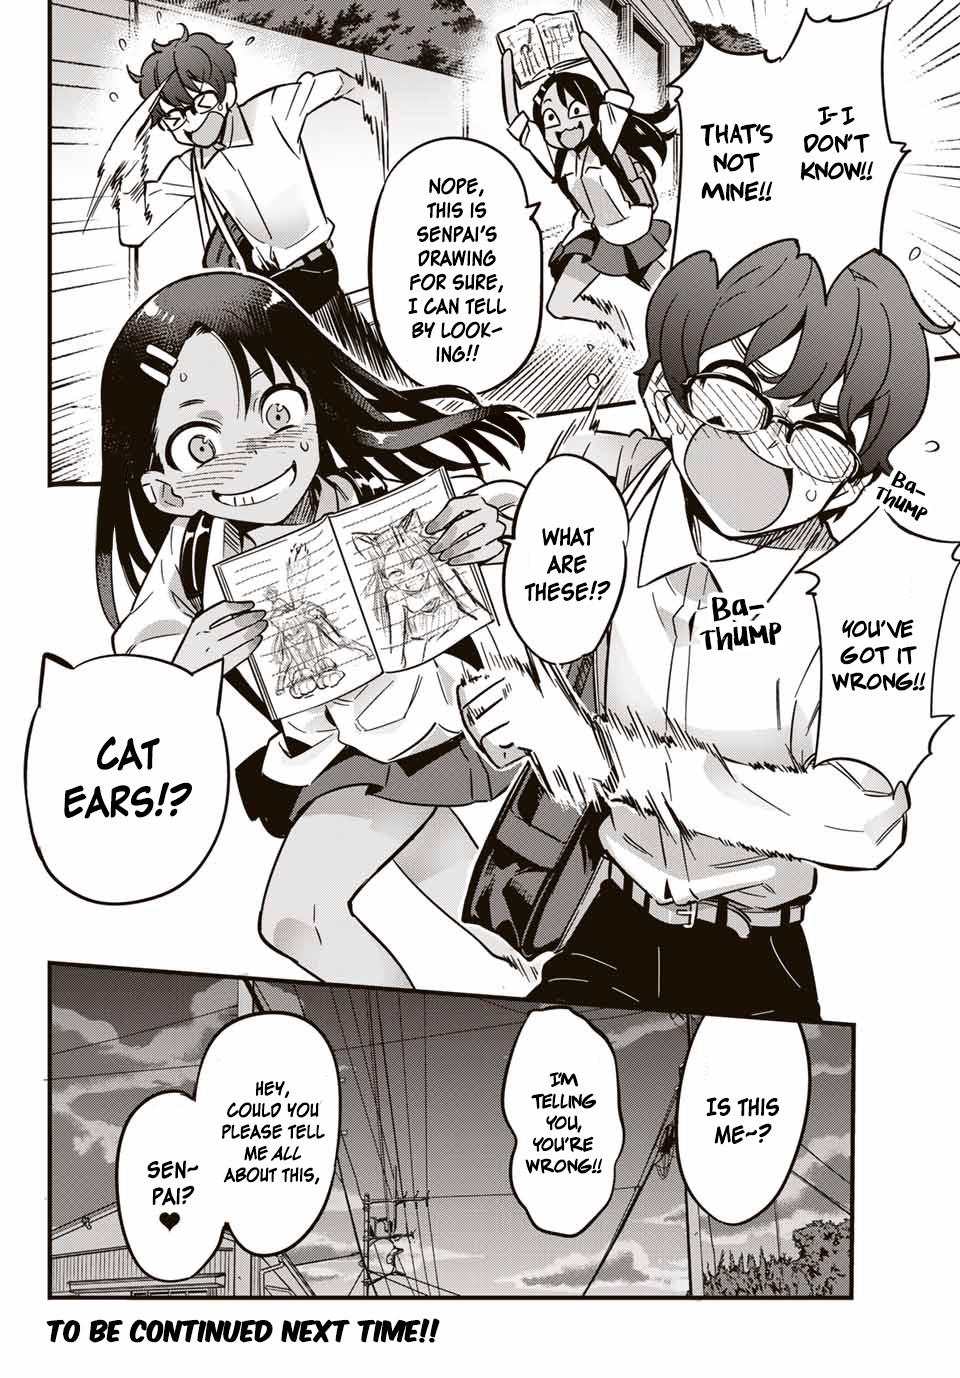 I-I
DON'T
KNOW!!
THAT'S
NOT
MINE!!
NOPE,
THIS IS
SENPAI'S
DRAWING
FOR SURE,
I CAN TELL
BY LOOK-
ING!!
Ba-
Thump
YOU'VE
GOT IT
WRONG!!
Ba-
Thump
WHAT
ARE
THESE!?
CAT
EARS!?
IS THIS
ME~?
I'M
TELLING
YOU,
YOU'RE
WRONG!!
HEY,
COULD YOU
PLEASE TELL
ME ALL
ABOUT THIS,
SEN~
PAI?
♥
TO BE CONTINUED NEXT TIME!!